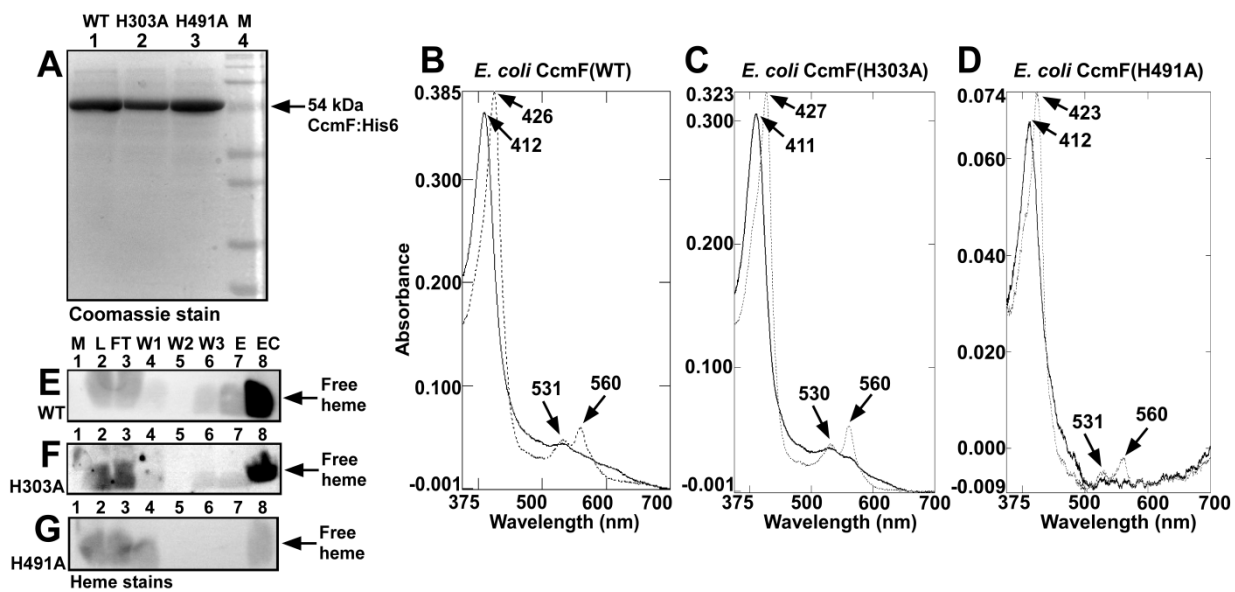 WT H303A H491A M
1 2 3 4
A
54 kDa
CcmF:His6
Coomassie stain
M L FT W1 W2 W3 E EC
1 2 3 4 5 6 7 8
E
WT
Free
heme
1 2 3 4 5 6 7 8
F
H303A
Free
heme
1 2 3 4 5 6 7 8
G
H491A
Free
heme
Heme stains
B
E. coli CcmF(WT)
0.385
426
412
0.300
0.200
0.100
-0.001
531
560
Absorbance
375 500 600 700
Wavelength (nm)
C
E. coli CcmF(H303A)
0.323
0.300
427
411
0.200
0.100
-0.001
530
560
375 500 600 700
Wavelength (nm)
D
E. coli CcmF(H491A)
0.074
423
412
0.060
0.040
0.020
0.000
-0.009
531
560
375 500 600 700
Wavelength (nm)